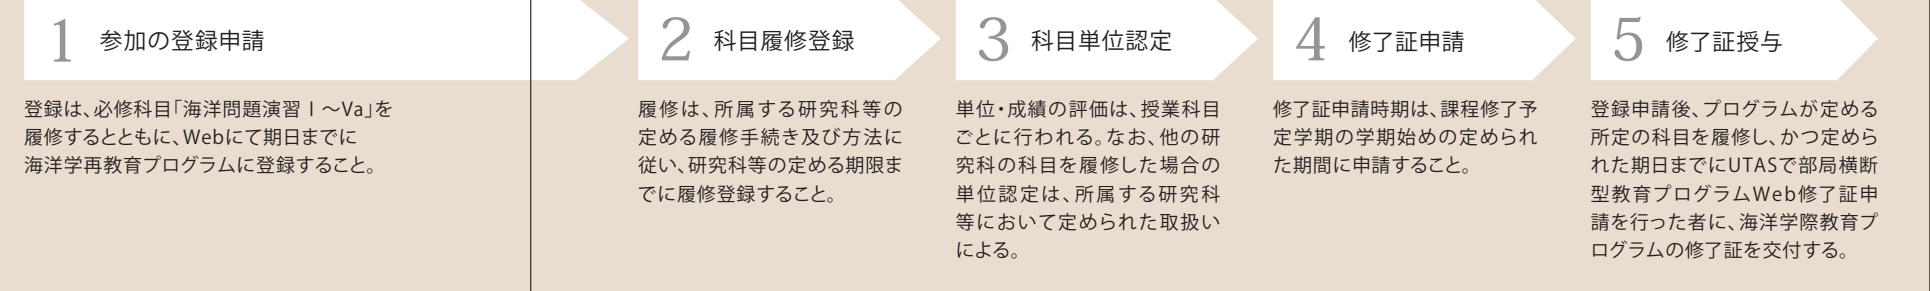 1 参加の登録申請
登録は、必修科目「海洋問題演習Ⅰ～Va」を
履修するとともに、Webにて期日までに
海洋学再教育プログラムに登録すること。
2 科目履修登録
履修は、所属する研究科等の
定める履修手続き及び方法に
従い、研究科等の定める期限ま
でに履修登録すること。
3 科目単位認定
単位・成績の評価は、授業科目
ごとに行われる。なお、他の研
究科の科目を履修した場合の
単位認定は、所属する研究科
等において定められた取扱い
による。
4 修了証申請
修了証申請時期は、課程修了予
定学期の学期始めの定められ
た期間に申請すること。
5 修了証授与
登録申請後、プログラムが定める
所定の科目を履修し、かつ定めら
れた期日までにUTASで部局横断
型教育プログラムWeb修了証申
請を行った者に、海洋学際教育プ
ログラムの修了証を交付する。